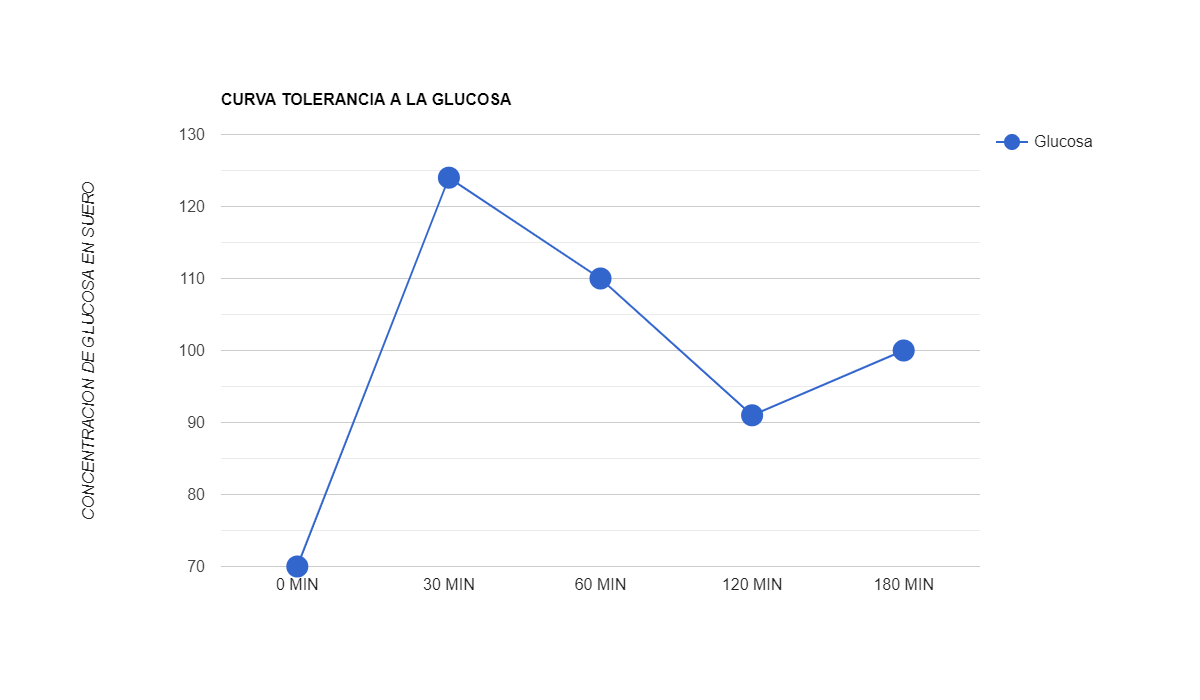 CURVA TOLERANCIA A LA GLUCOSA
Glucosa
CONCENTRACION DE GLUCOSA EN SUERO
130
120
110
100
90
80
70
0 MIN
30 MIN
60 MIN
120 MIN
180 MIN